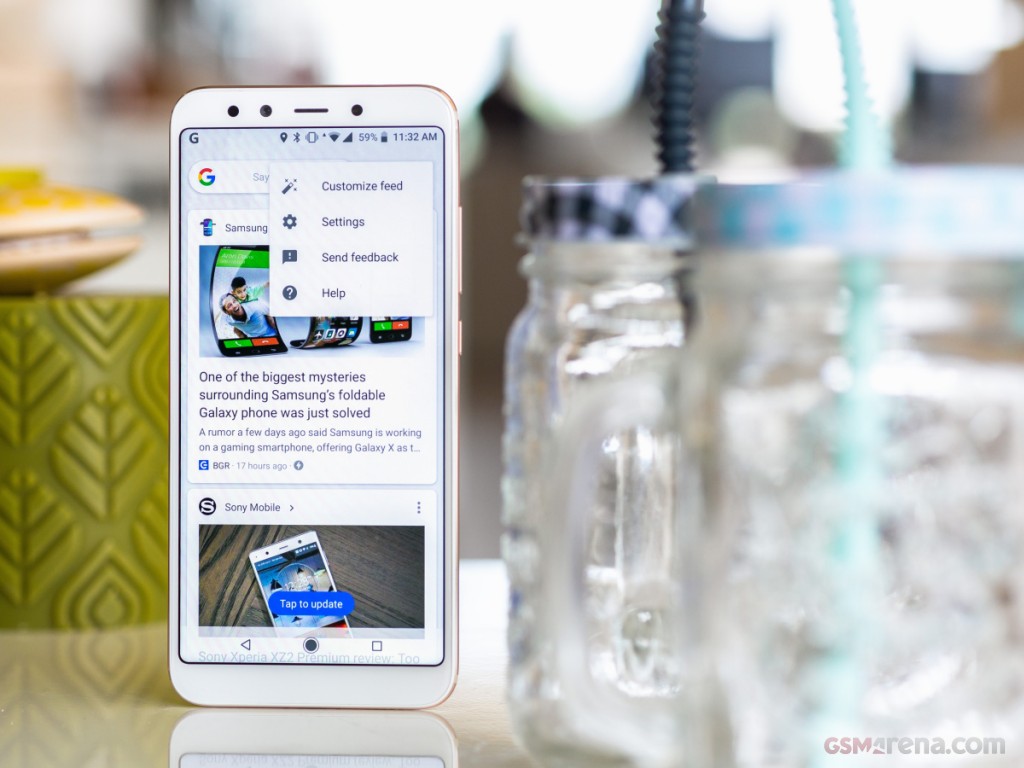 G
59% 11:32 AM
Say
Customize feed
Settings
Send feedback
Help
Samsung
One of the biggest mysteries
surrounding Samsung's foldable
Galaxy phone was just solved
A rumor a few days ago said Samsung is working
on a gaming smartphone, offering Galaxy X as t...
BGR · 17 hours ago ·
Sony Mobile >
Tap to update
Sony Xperia XZ2 Premium review: Too
GSMarena.com